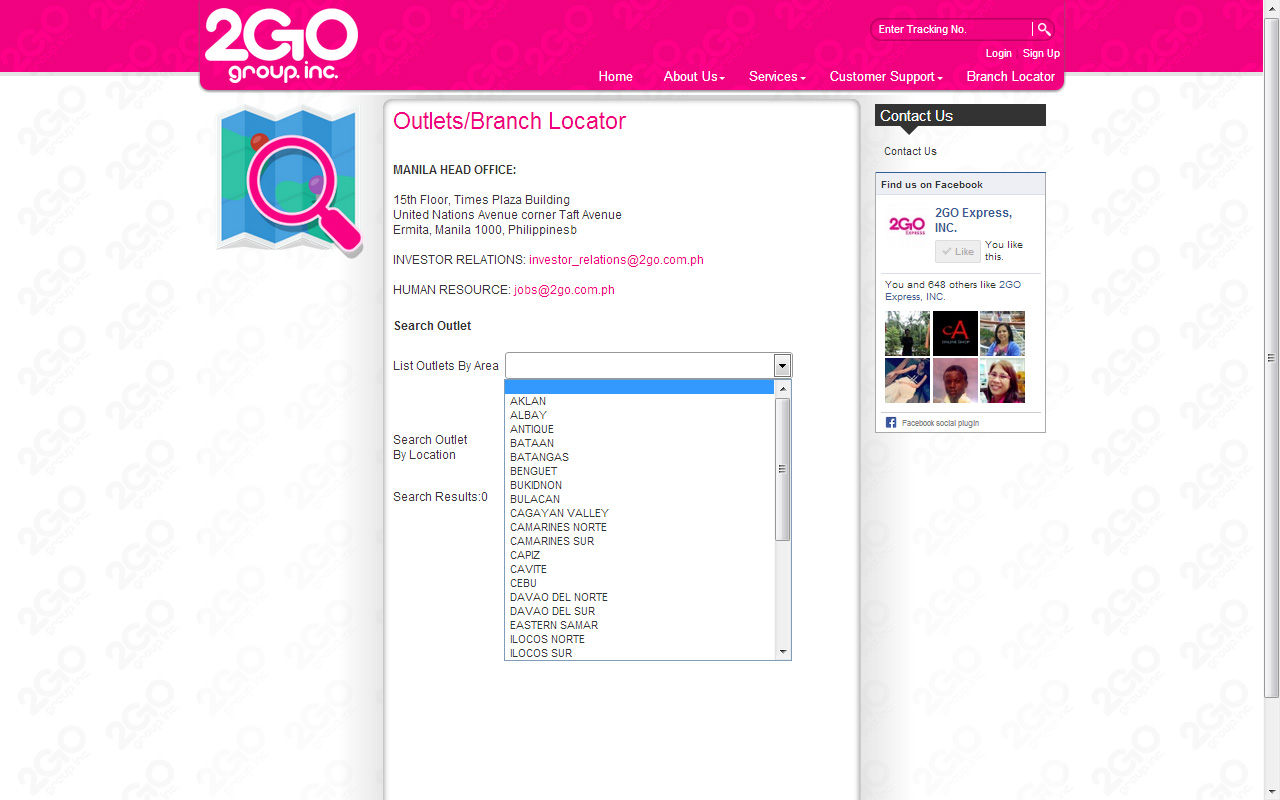 2GO
group. inc.
Enter Tracking No.
Login Sign Up
Home About Us Services Customer Support Branch Locator
Outlets/Branch Locator
MANILA HEAD OFFICE:
15th Floor, Times Plaza Building
United Nations Avenue corner Taft Avenue
Ermita, Manila 1000, Philippinesb
INVESTOR RELATIONS: investor_relations@2go.com.ph
HUMAN RESOURCE: jobs@2go.com.ph
Search Outlet
List Outlets By Area
AKLAN
ALBAY
ANTIQUE
BATAAN
BATANGAS
BENGUET
BUKIDNON
BULACAN
CAGAYAN VALLEY
CAMARINES NORTE
CAMARINES SUR
CAPIZ
CAVITE
CEBU
DAVAO DEL NORTE
DAVAO DEL SUR
EASTERN SAMAR
ILOCOS NORTE
ILOCOS SUR
Search Outlet
By Location
Search Results:0
Contact Us
Contact Us
Find us on Facebook
2GO
EXPRESS
2GO Express,
INC.
Like
You like
this.
You and 648 others like 2GO
Express, INC.
cA
ONLINE SHOP
Facebook social plugin